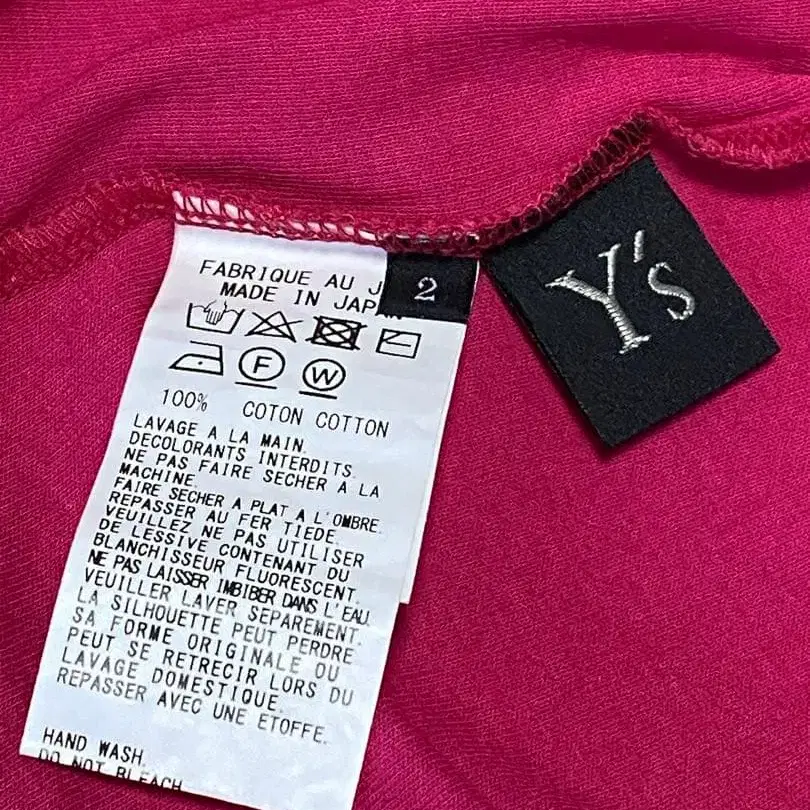 FABRIQUE AU J
MADE IN JAPAN
2
Y's
F
W
100% COTON COTTON
LAVAGE A LA MAIN.
DECOLORANTS INTERDITS.
NE PAS FAIRE SECHER A LA
MACHINE.
FAIRE SECHER A PLAT A L'OMBRE.
REPASSER AU FER TIEDE.
VEUILLEZ NE PAS UTILISER
DE LESSIVE CONTENANT DU
BLANCHISSEUR FLUORESCENT.
NE PAS LAISSER IMBIBER DANS L'EAU.
VEUILLER LAVER SEPAREMENT.
LA SILHOUETTE PEUT PERDRE
SA FORME ORIGINALE OU
PEUT SE RETRECIR LORS DU
LAVAGE DOMESTIQUE.
REPASSER AVEC UNE ETOFFE.
HAND WASH.
DO NOT BLEACH